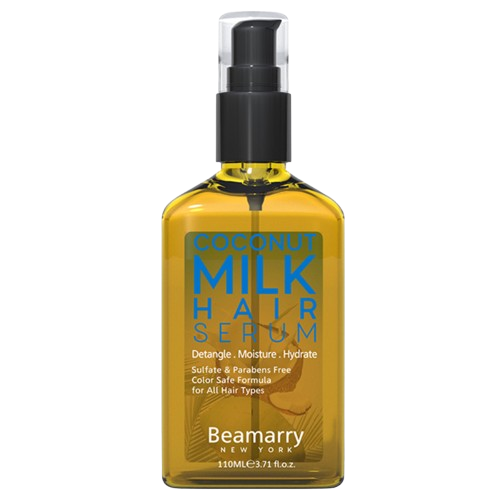 COCONUT
MILK
HAIR
SERUM
Detangle . Moisture . Hydrate
Sulfate & Parabens Free
Color Safe Formula
for All Hair Types
Beamarry
NEW YORK
110ML℮3.71 fl.o.z.